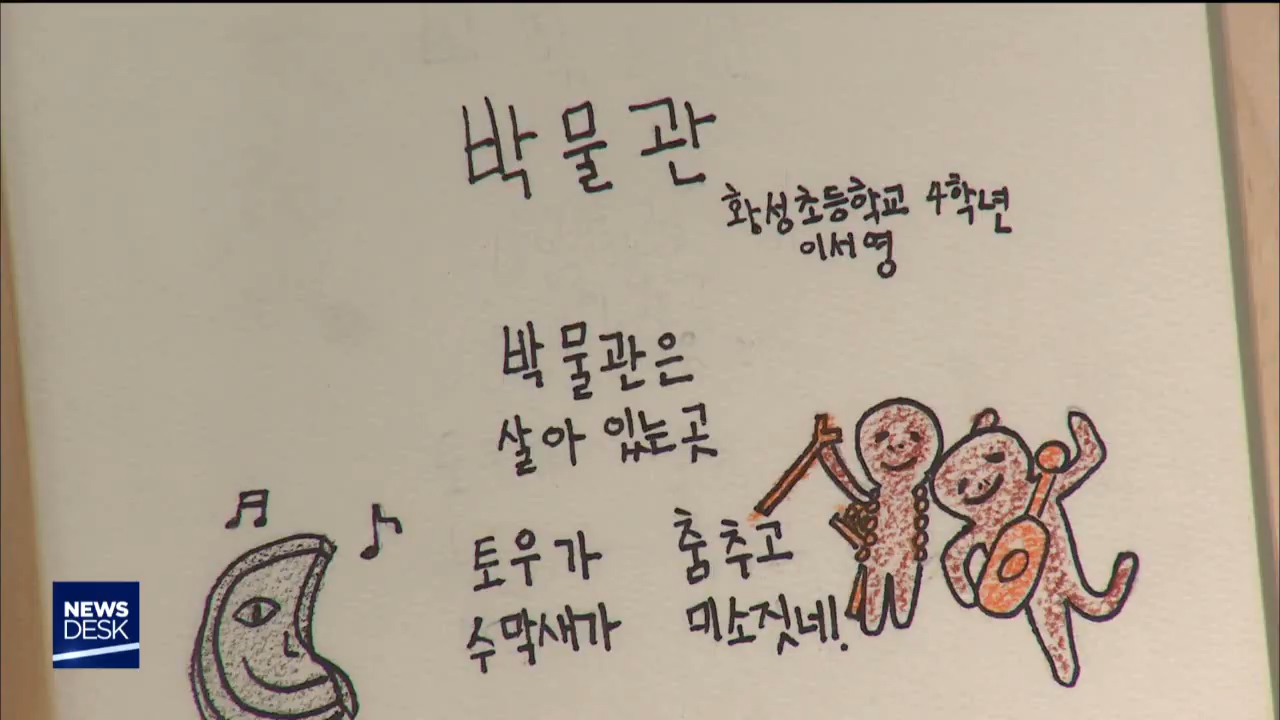 박물관
황성초등학교 4학년
이서영
박물관은
살아 있는곳
토우가 춤추고
수막새가 미소짓네!
NEWS
DESK